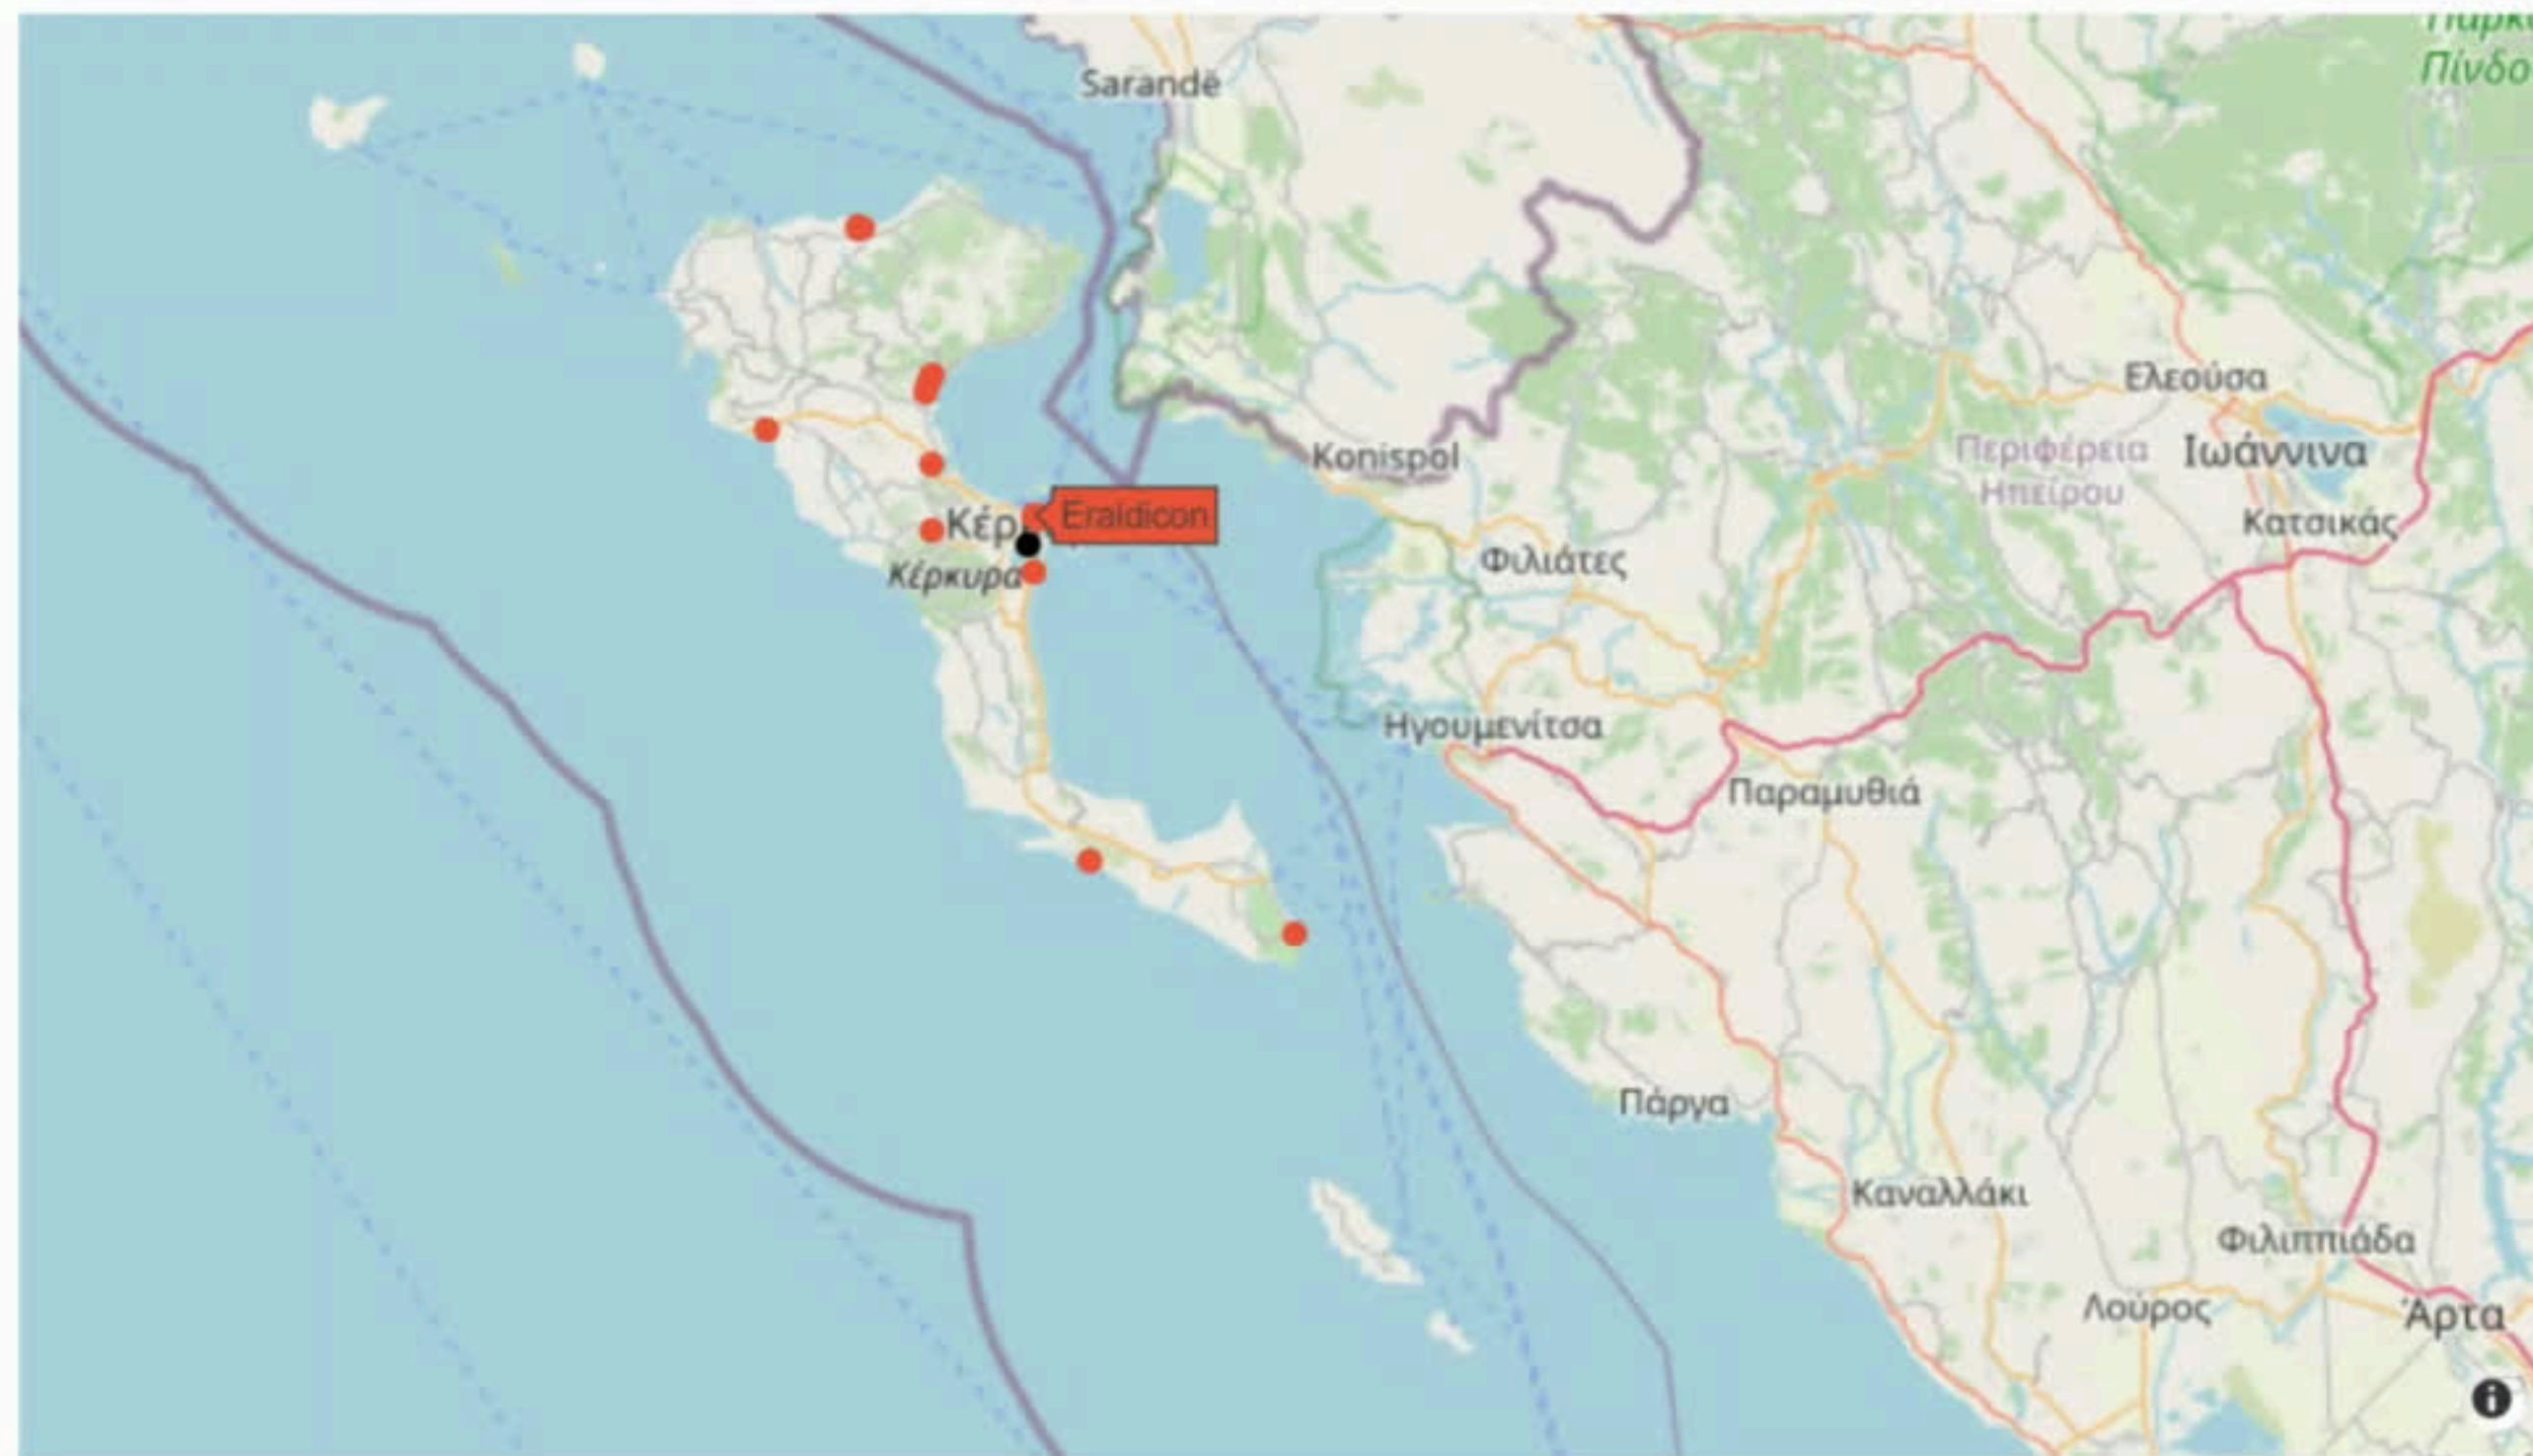 Πίνδο
Sarandë
Ελεούσα
Konispol
Περιφέρεια
Ηπείρου
Ιωάννινα
Κέρ
Eraldicon
Κατσικάς
Φιλιάτες
Κέρκυρα
Ηγουμενίτσα
Παραμυθιά
Πάργα
Καναλλάκι
Φιλιππιάδα
Λούρος
Άρτα
i